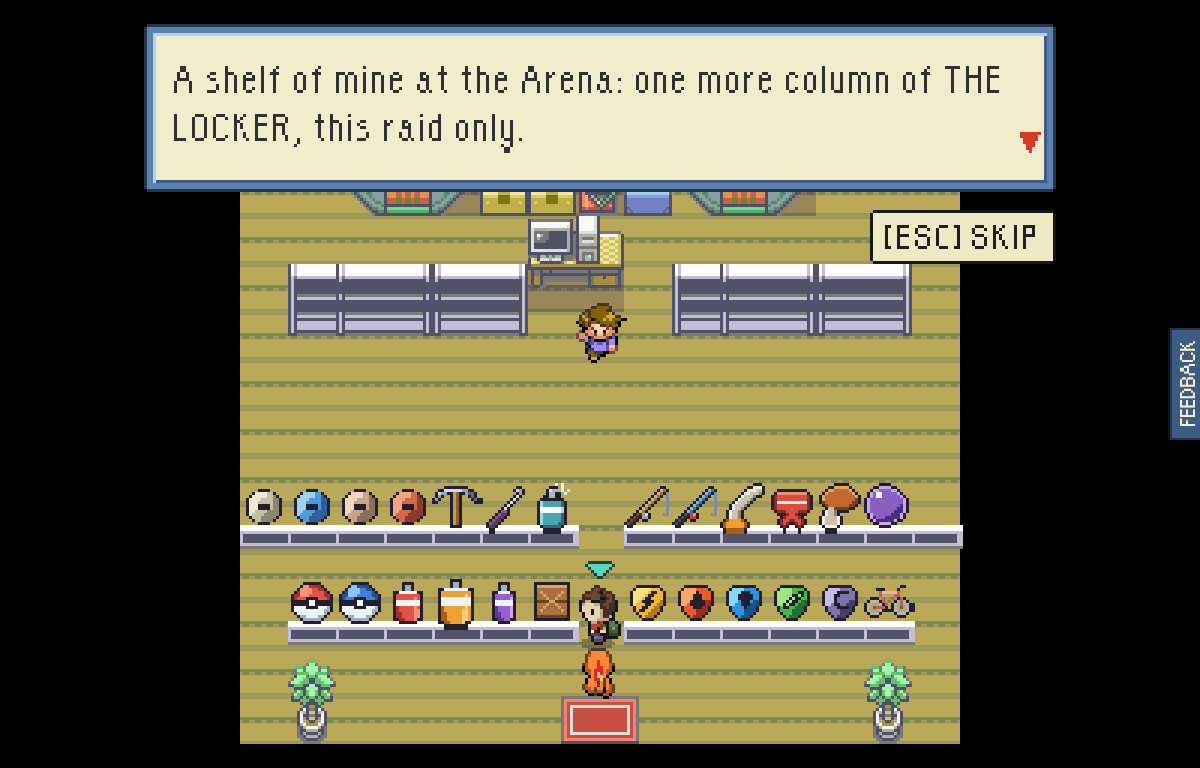 A shelf of mine at the Arena: one more column of THE
LOCKER, this raid only.
[ESC] SKIP
FEEDBACK